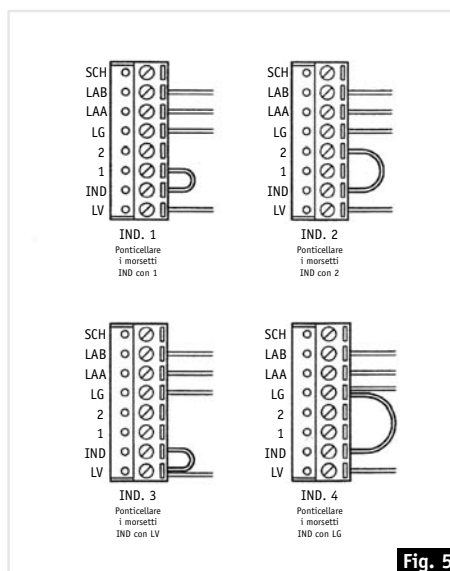 SCH
LAB
LAA
LG
2
1
IND
LV
IND. 1
Ponticellare
i morsetti
IND con 1
SCH
LAB
LAA
LG
2
1
IND
LV
IND. 2
Ponticellare
i morsetti
IND con 2
SCH
LAB
LAA
LG
2
1
IND
LV
IND. 3
Ponticellare
i morsetti
IND con LV
SCH
LAB
LAA
LG
2
1
IND
LV
IND. 4
Ponticellare
i morsetti
IND con LG
Fig. 5